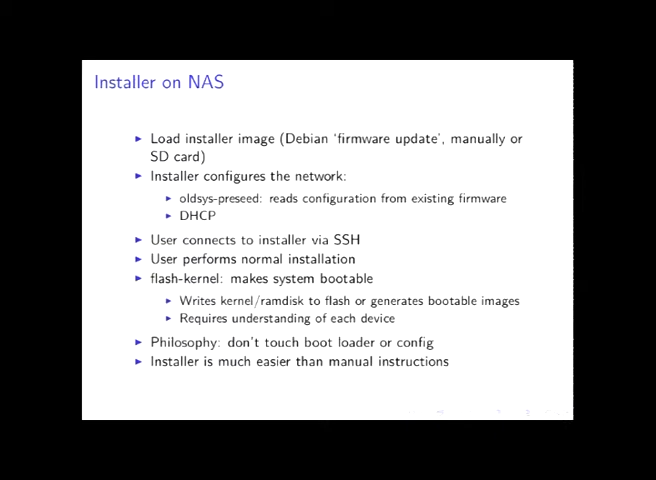 Installer on NAS
Load installer image (Debian ‘firmware update’, manually or
SD card)
Installer configures the network:
oldsys-preseed: reads configuration from existing firmware
DHCP
User connects to installer via SSH
User performs normal installation
flash-kernel: makes system bootable
Writes kernel/ramdisk to flash or generates bootable images
Requires understanding of each device
Philosophy: don't touch boot loader or config
Installer is much easier than manual instructions